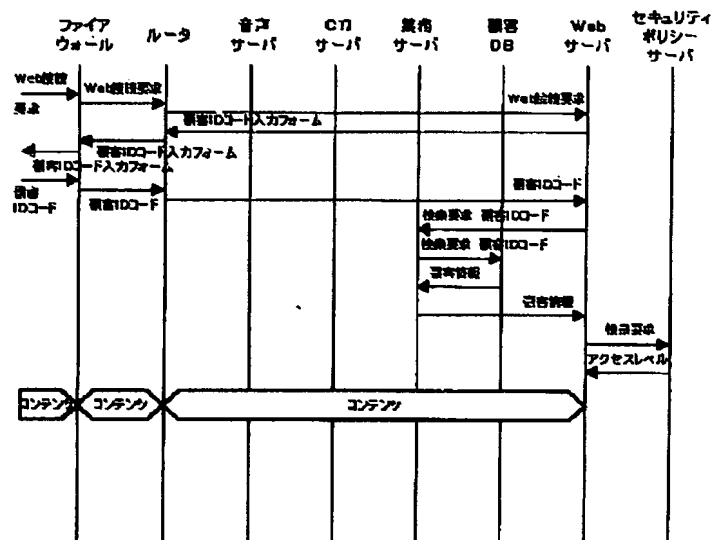 ファイア
ウォール
ルータ
音声
サーバ
CTI
サーバ
業務
サーバ
顧客
DB
Web
サーバ
セキュリティ
ポリシー
サーバ
Web接続
要求
Web接続要求
Web接続要求
顧客IDコード入力フォーム
顧客IDコード入力フォーム
顧客IDコード入力フォーム
顧客
IDコード
顧客IDコード
顧客IDコード
検索要求 顧客IDコード
検索要求 顧客IDコード
顧客情報
顧客情報
検索要求
アクセスレベル
コンテンツ
コンテンツ
コンテンツ